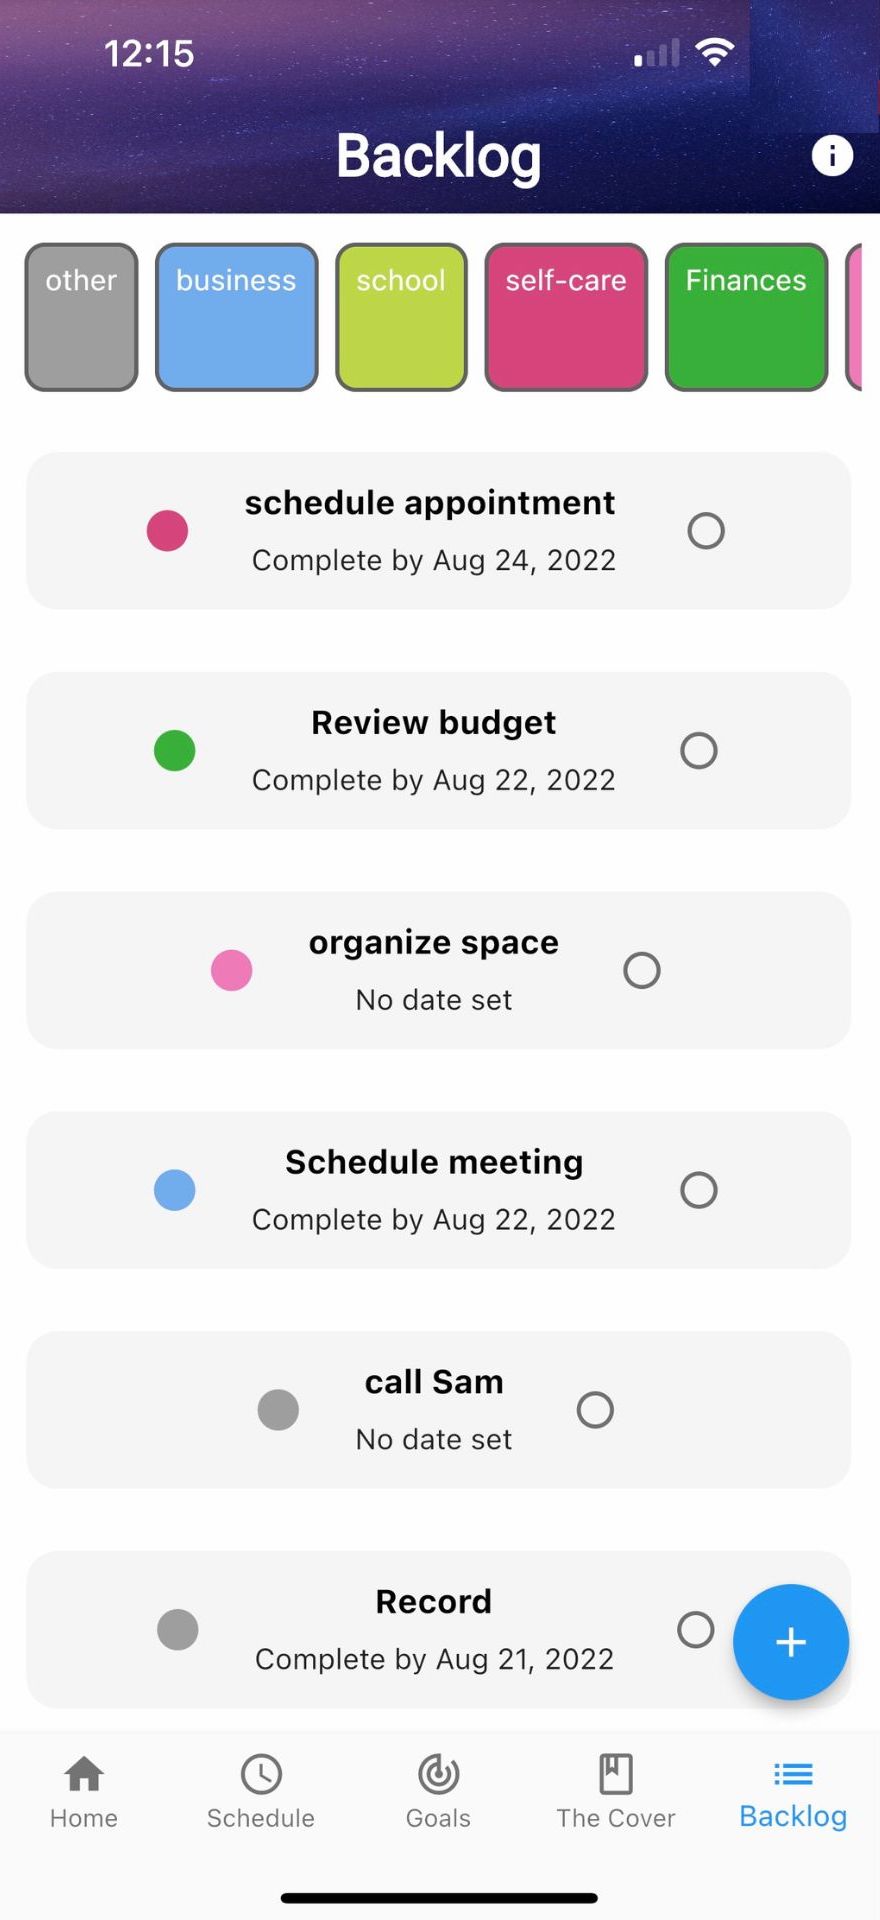 12:15
Backlog
other
business
school
self-care
Finances
schedule appointment
Complete by Aug 24, 2022
Review budget
Complete by Aug 22, 2022
organize space
No date set
Schedule meeting
Complete by Aug 22, 2022
call Sam
No date set
Record
Complete by Aug 21, 2022
Home
Schedule
Goals
The Cover
Backlog